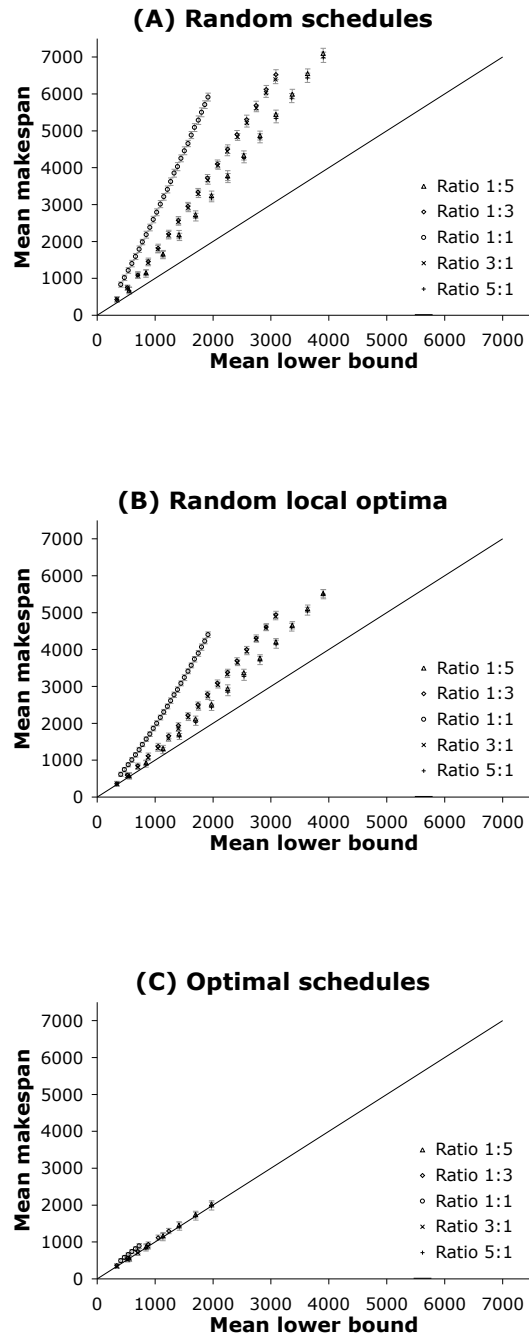 (A) Random schedules
Mean makespan
7000
6000
5000
4000
3000
2000
1000
0
Ratio 1:5
Ratio 1:3
Ratio 1:1
Ratio 3:1
Ratio 5:1
0 1000 2000 3000 4000 5000 6000 7000
Mean lower bound
(B) Random local optima
Mean makespan
7000
6000
5000
4000
3000
2000
1000
0
Ratio 1:5
Ratio 1:3
Ratio 1:1
Ratio 3:1
Ratio 5:1
0 1000 2000 3000 4000 5000 6000 7000
Mean lower bound
(C) Optimal schedules
Mean makespan
7000
6000
5000
4000
3000
2000
1000
0
Ratio 1:5
Ratio 1:3
Ratio 1:1
Ratio 3:1
Ratio 5:1
0 1000 2000 3000 4000 5000 6000 7000
Mean lower bound